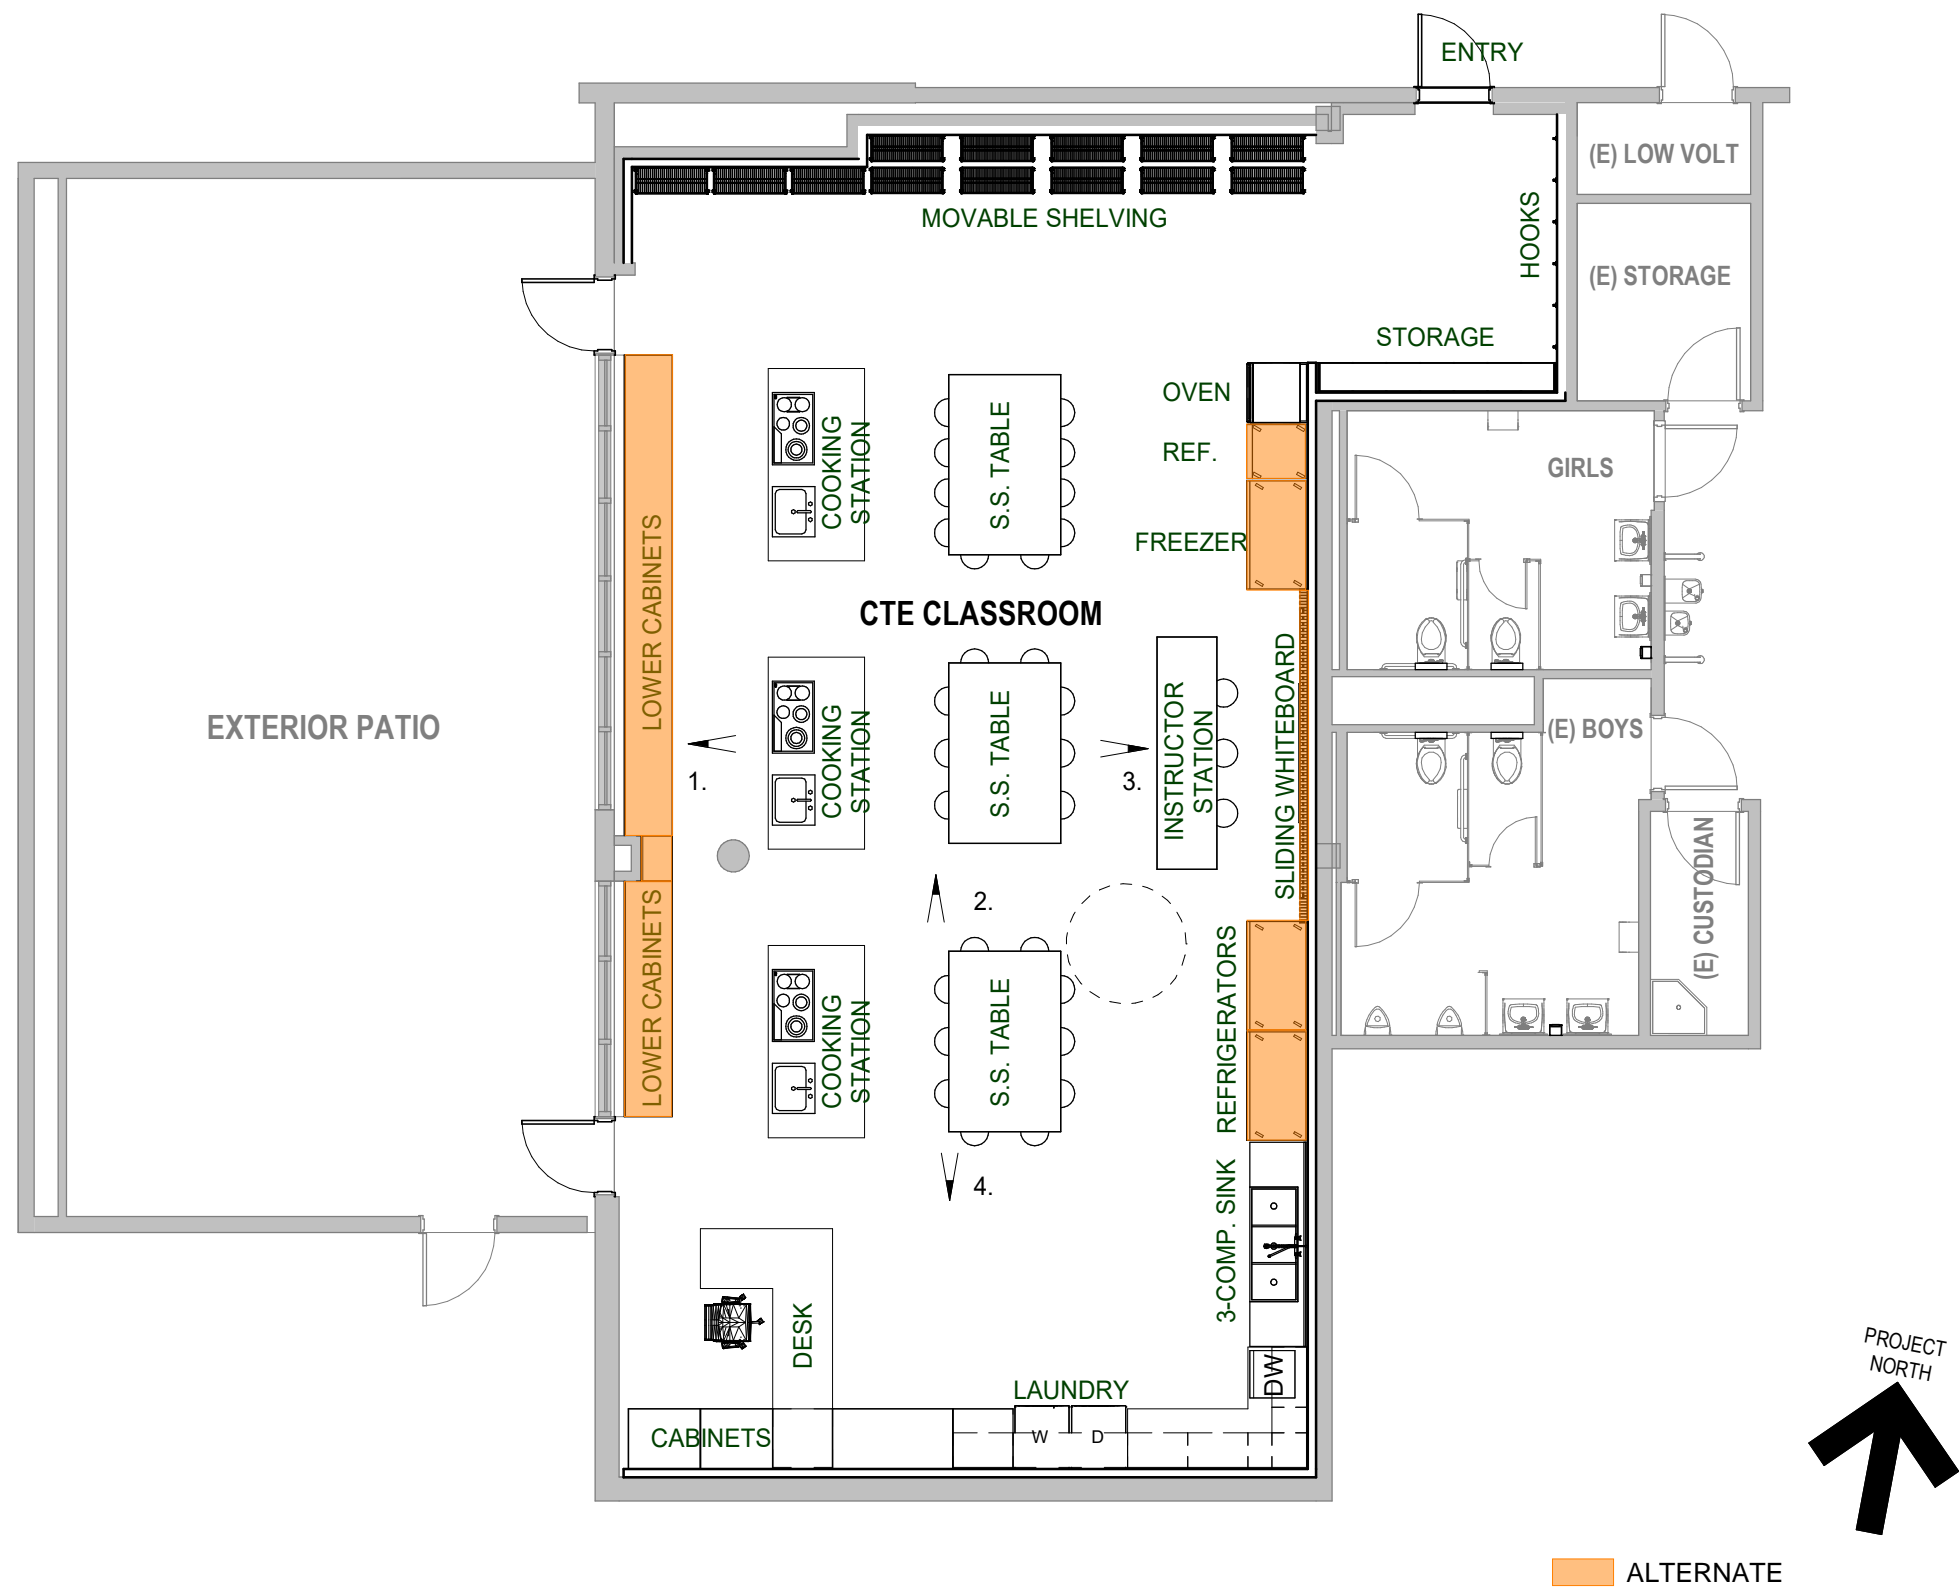 ENTRY
(E) LOW VOLT
MOVABLE SHELVING
HOOKS
(E) STORAGE
STORAGE
OVEN
REF.
FREEZER
COOKING
STATION
S.S. TABLE
GIRLS
LOWER CABINETS
CTE CLASSROOM
EXTERIOR PATIO
1.
COOKING
STATION
S.S. TABLE
3.
INSTRUCTOR
STATION
SLIDING WHITEBOARD
(E) BOYS
(E) CUSTODIAN
2.
LOWER CABINETS
COOKING
STATION
S.S. TABLE
REFRIGERATORS
4.
3-COMP. SINK
DESK
DW
LAUNDRY
CABINETS
W
D
PROJECT
NORTH
ALTERNATE